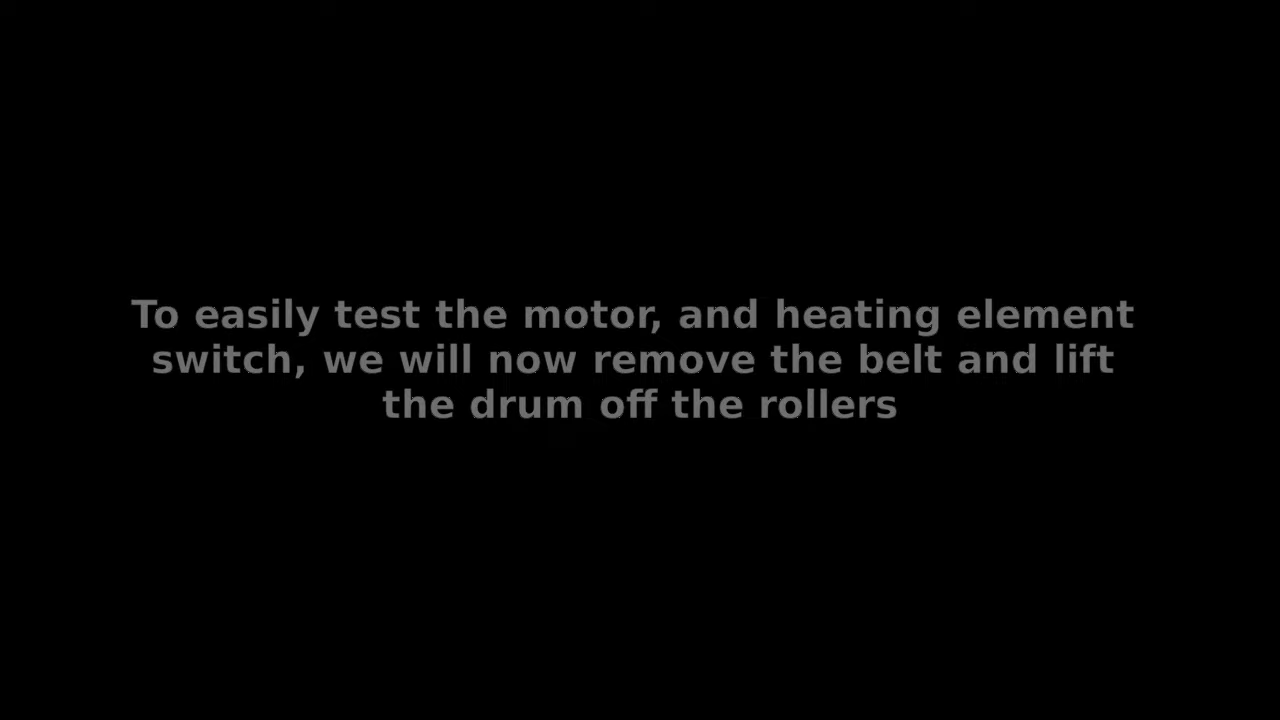 To easily test the motor, and heating element
switch, we will now remove the belt and lift
the drum off the rollers